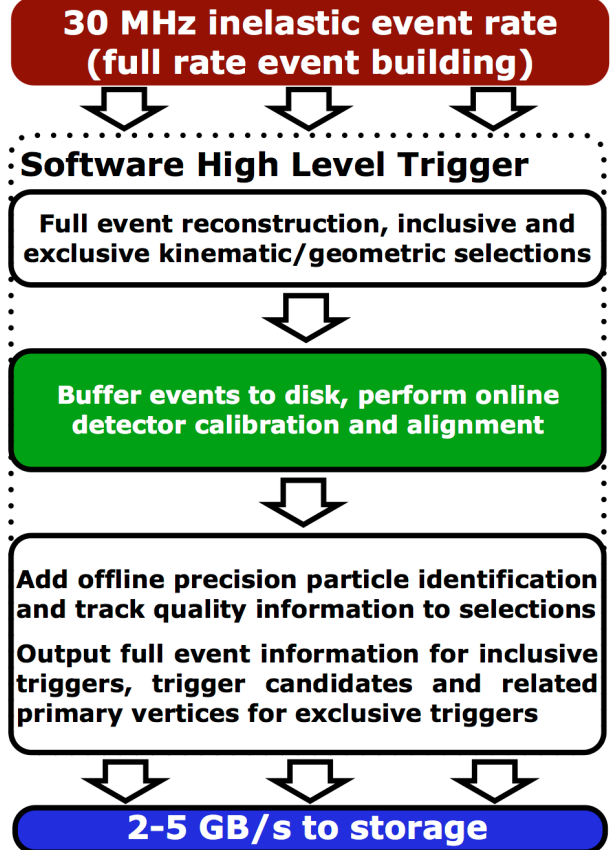 30 MHz inelastic event rate
(full rate event building)
Software High Level Trigger
Full event reconstruction, inclusive and
exclusive kinematic/geometric selections
Buffer events to disk, perform online
detector calibration and alignment
Add offline precision particle identification
and track quality information to selections
Output full event information for inclusive
triggers, trigger candidates and related
primary vertices for exclusive triggers
2-5 GB/s to storage